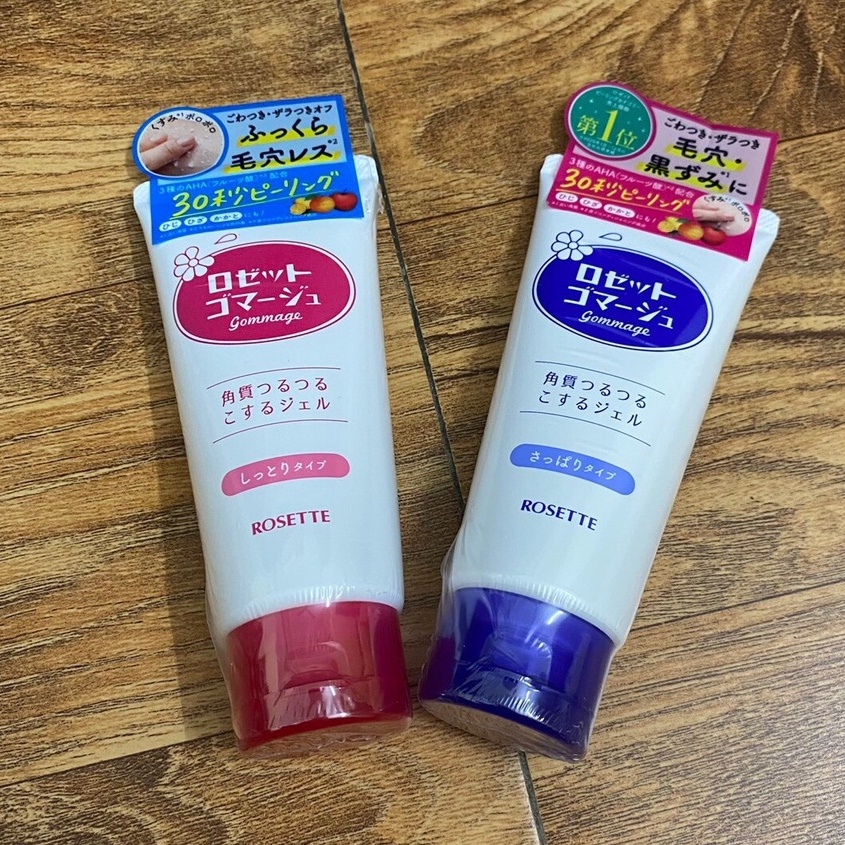 くすみ*¹ポロポロ
ごわつき・ザラつきオフ
ふっくら
毛穴レス*²
3種のAHA(フルーツ酸)*³配合
30秒ピーリング
ひじ ひざ かかと にも!
ロゼット
ゴマージュ
Gommage
角質つるつる
こするジェル
しっとりタイプ
ROSETTE
第1位
ごわつき・ザラつき
毛穴・
黒ずみに
3種のAHA(フルーツ酸)*²配合
30秒ピーリング
ひじ ひざ かかと にも!
ロゼット
ゴマージュ
Gommage
角質つるつる
こするジェル
さっぱりタイプ
ROSETTE